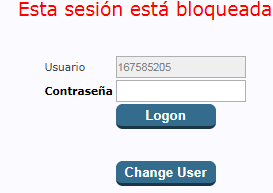 Esta sesión está bloqueada
Usuario 167585205
Contraseña
Logon
Change User